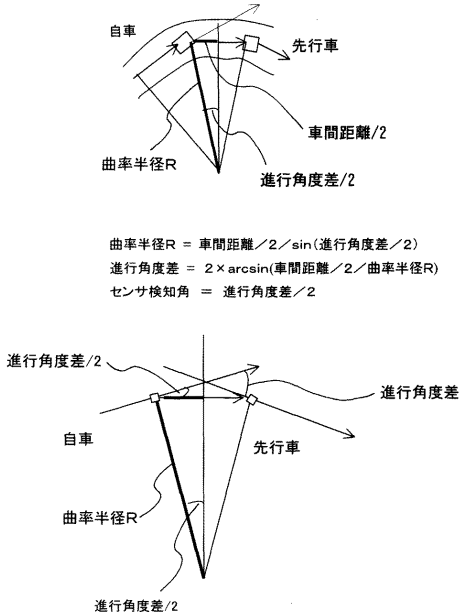 自車
先行車
車間距離/2
曲率半径R
進行角度差/2
曲率半径R = 車間距離/2/sin(進行角度差/2)
進行角度差 = 2×arcsin(車間距離/2/曲率半径R)
センサ検知角 = 進行角度差/2
進行角度差/2
進行角度差
自車
先行車
曲率半径R
進行角度差/2